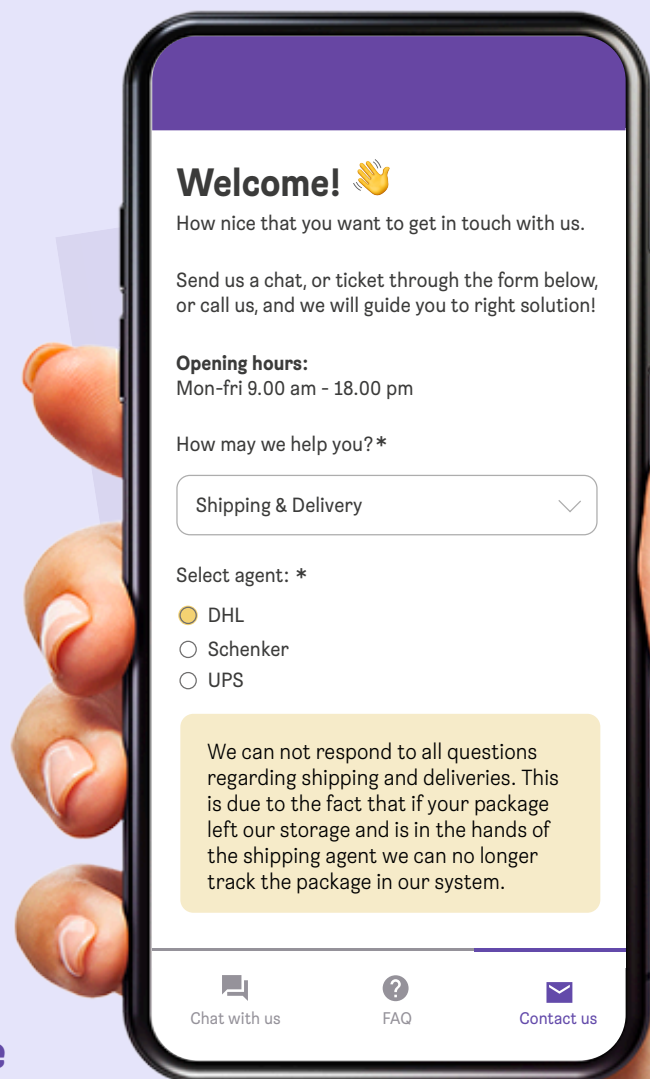 Welcome! 👋
How nice that you want to get in touch with us.
Send us a chat, or ticket through the form below,
or call us, and we will guide you to right solution!
Opening hours:
Mon-fri 9.00 am - 18.00 pm
How may we help you?*
Shipping & Delivery
Select agent: *
DHL
Schenker
UPS
We can not respond to all questions
regarding shipping and deliveries. This
is due to the fact that if your package
left our storage and is in the hands of
the shipping agent we can no longer
track the package in our system.
Chat with us
FAQ
Contact us